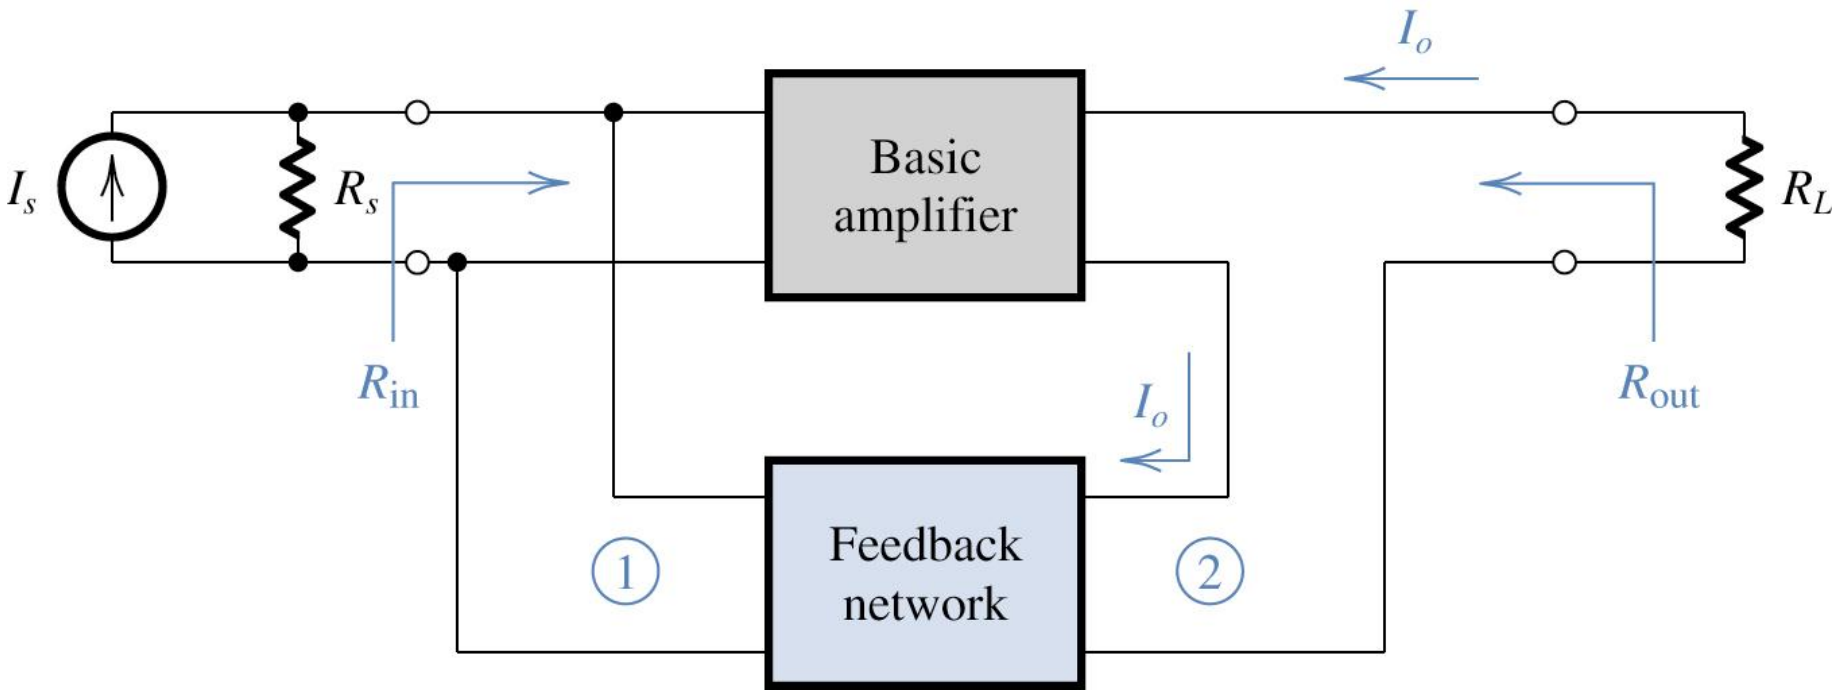 I_o
Basic
amplifier
I_s
R_s
R_L
R_in
I_o
R_out
Feedback
network
1
2